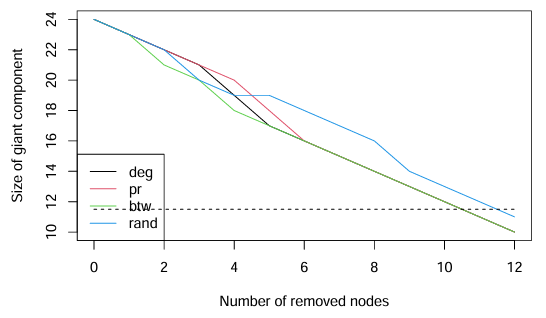 24
22
20
18
16
14
12
10
Size of giant component
deg
pr
btw
rand
0 2 4 6 8 10 12
Number of removed nodes